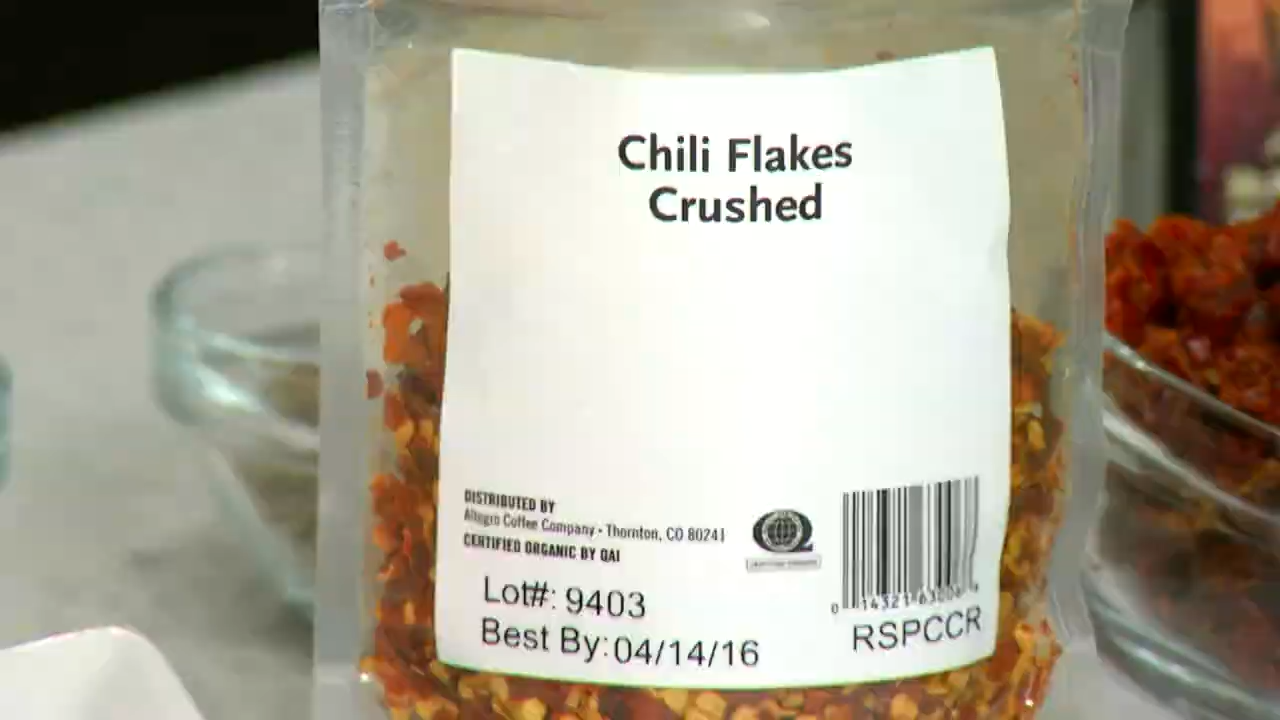 Chili Flakes
Crushed
DISTRIBUTED BY
Allegro Coffee Company • Thornton, CO 80241
CERTIFIED ORGANIC BY QAI
Lot#: 9403
Best By: 04/14/16
RSPCCR